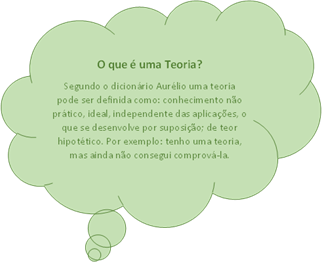 O que é uma Teoria?
Segundo o dicionário Aurélio uma teoria
pode ser definida como: conhecimento não
prático, ideal, independente das aplicações, o
que se desenvolve por suposição; de teor
hipotético. Por exemplo: tenho uma teoria,
mas ainda não consegui comprová-la.